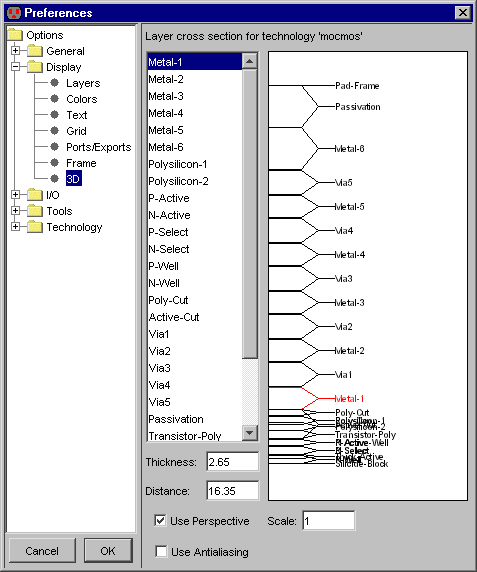 Preferences
Options
General
Display
Layers
Colors
Text
Grid
Ports/Exports
Frame
3D
I/O
Tools
Technology
Cancel
OK
Layer cross section for technology 'mocmos'
Metal-1
Metal-2
Metal-3
Metal-4
Metal-5
Metal-6
Polysilicon-1
Polysilicon-2
P-Active
N-Active
P-Select
N-Select
P-Well
N-Well
Poly-Cut
Active-Cut
Via1
Via2
Via3
Via4
Via5
Passivation
Transistor-Poly
Pad-Frame
Passivation
Metal-6
Via5
Metal-5
Via4
Metal-4
Via3
Metal-3
Via2
Metal-2
Via1
Metal-1
Poly-Cut
Polysilicon-1
Polysilicon-2
Transistor-Poly
Silicide-Block
Thickness: 2.65
Distance: 16.35
Use Perspective
Scale: 1
Use Antialiasing